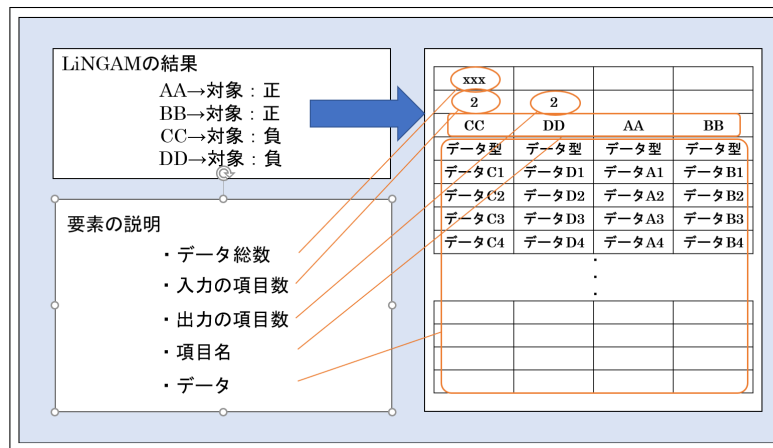 LiNGAMの結果
AA→対象：正
BB→対象：正
CC→対象：負
DD→対象：負
要素の説明
・データ総数
・入力の項目数
・出力の項目数
・項目名
・データ
xxx
2 2
CC DD AA BB
データ型 データ型 データ型 データ型
データC1 データD1 データA1 データB1
データC2 データD2 データA2 データB2
データC3 データD3 データA3 データB3
データC4 データD4 データA4 データB4
・
・
・